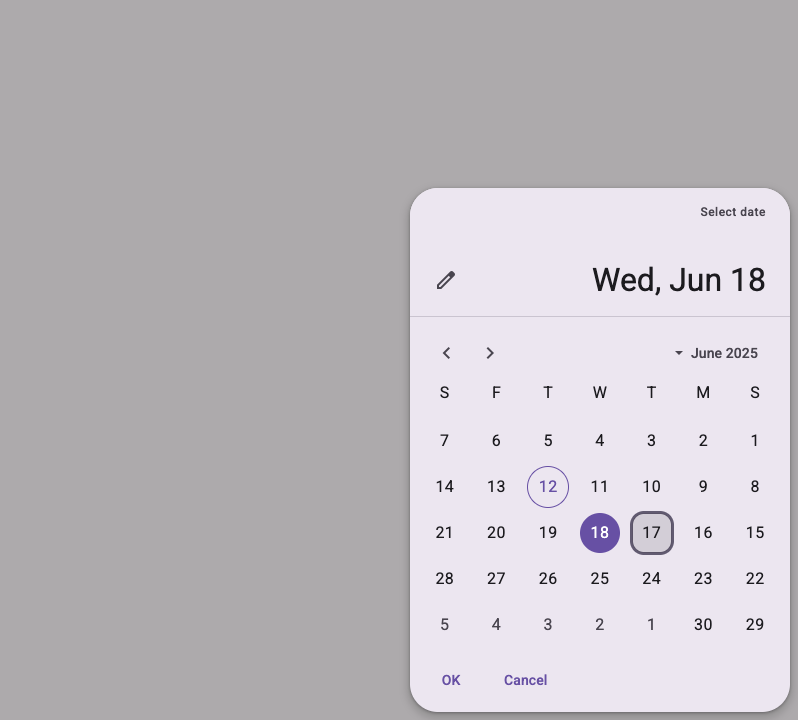 Select date
Wed, Jun 18
June 2025
S F T W T M S
7 6 5 4 3 2 1
14 13 12 11 10 9 8
21 20 19 18 17 16 15
28 27 26 25 24 23 22
5 4 3 2 1 30 29
OK Cancel